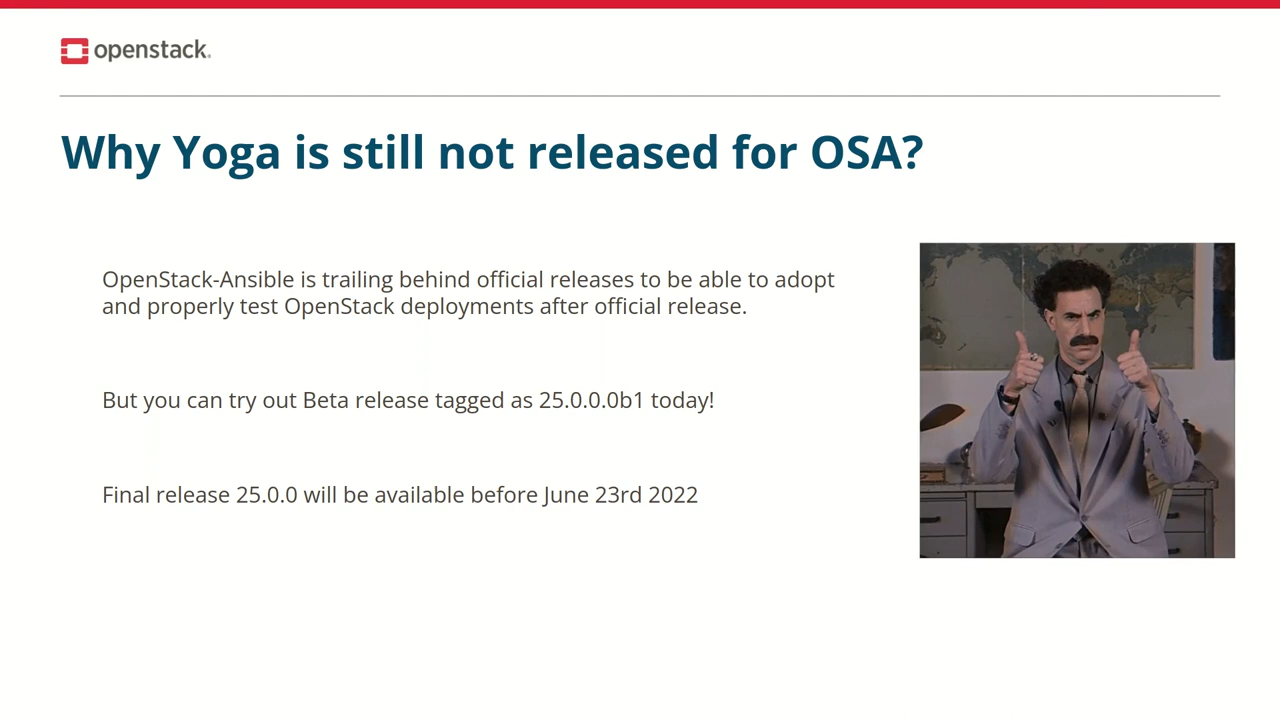 openstack.
Why Yoga is still not released for OSA?
OpenStack-Ansible is trailing behind official releases to be able to adopt
and properly test OpenStack deployments after official release.
But you can try out Beta release tagged as 25.0.0.0b1 today!
Final release 25.0.0 will be available before June 23rd 2022